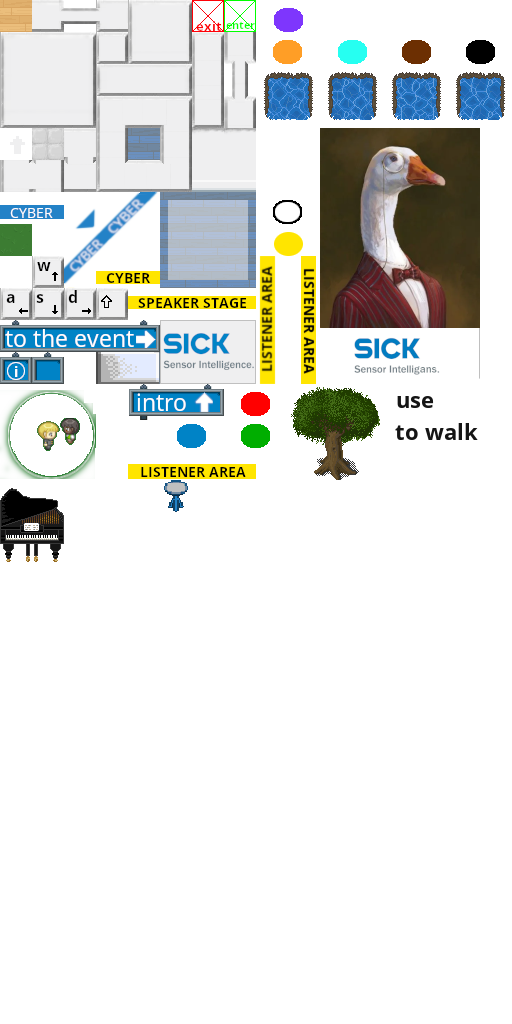 exit
enter
CYBER
CYBER
CYBER
w
CYBER
a
s
d
SPEAKER STAGE
LISTENER AREA
LISTENER AREA
to the event
SICK
Sensor Intelligence.
SICK
Sensor Intelligans.
i
intro
use
to walk
LISTENER AREA